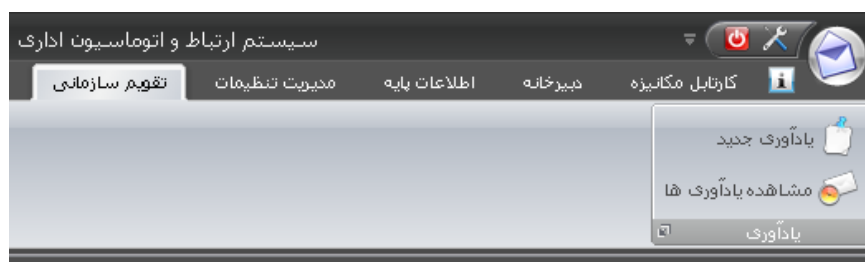 سیستم ارتباط و اتوماسیون اداری
کارتابل مکانیزه دبیرخانه اطلاعات پایه مدیریت تنظیمات تقویم سازمانی
یادآوری جدید
مشاهده یادآوری ها
یادآوری